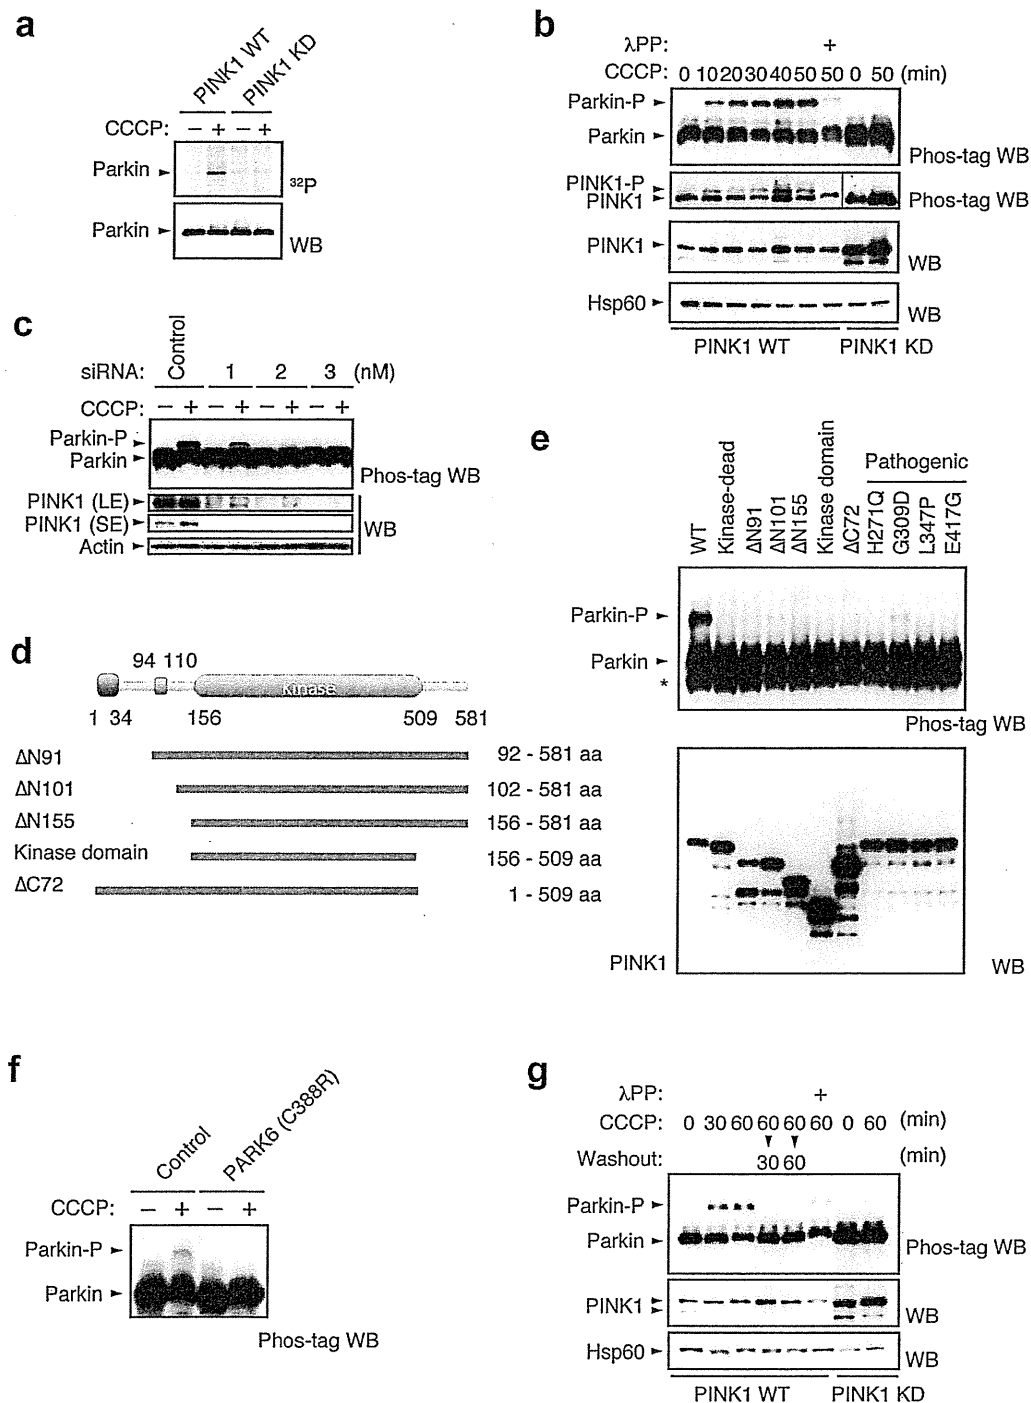 a
PINK1 WT
PINK1 KD
CCCP: − + − +
Parkin
32P
Parkin
WB
b
λPP: +
CCCP: 0 10 20 30 40 50 50 0 50 (min)
Parkin-P
Parkin
Phos-tag WB
PINK1-P
PINK1
Phos-tag WB
PINK1
WB
Hsp60
WB
PINK1 WT PINK1 KD
c
siRNA: Control 1 2 3 (nM)
CCCP: − + − + − + − +
Parkin-P
Parkin
Phos-tag WB
PINK1 (LE)
PINK1 (SE)
WB
Actin
d
94 110
Kinase
1 34 156 509 581
ΔN91 92 - 581 aa
ΔN101 102 - 581 aa
ΔN155 156 - 581 aa
Kinase domain 156 - 509 aa
ΔC72 1 - 509 aa
e
Pathogenic
WT
Kinase-dead
ΔN91
ΔN101
ΔN155
Kinase domain
ΔC72
H271Q
G309D
L347P
E417G
Parkin-P
Parkin
*
Phos-tag WB
PINK1
WB
f
Control
PARK6 (C388R)
CCCP: − + − +
Parkin-P
Parkin
Phos-tag WB
g
λPP: +
CCCP: 0 30 60 60 60 60 0 60 (min)
Washout: 30 60 (min)
Parkin-P
Parkin
Phos-tag WB
PINK1
WB
Hsp60
WB
PINK1 WT PINK1 KD